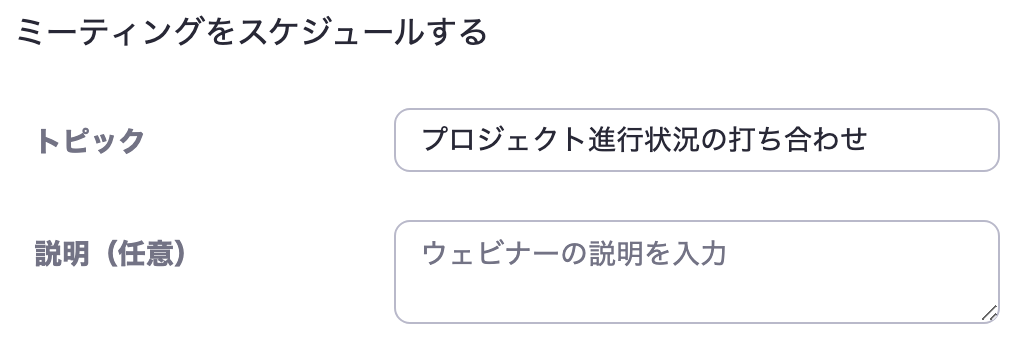 ミーティングをスケジュールする
トピック
プロジェクト進行状況の打ち合わせ
説明（任意）
ウェビナーの説明を入力